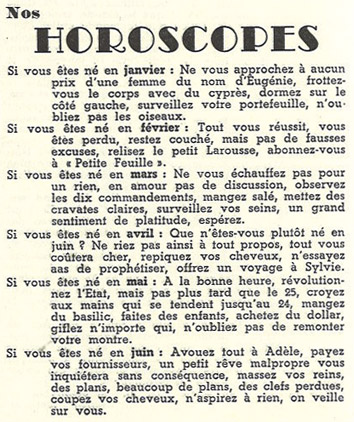 Nos
HOROSCOPES
Si vous êtes né en janvier : Ne vous approchez à aucun
prix d'une femme du nom d'Eugénie, frottez-
vous le corps avec du cyprès, dormez sur le
côté gauche, surveillez votre portefeuille, n'ou-
bliez pas les oiseaux.
Si vous êtes né en février : Tout vous réussit, vous
êtes perdu, restez couché, mais pas de fausses
excuses, relisez le petit Larousse, abonnez-vous
à « Petite Feuille ».
Si vous êtes né en mars : Ne vous échauffez pas pour
un rien, en amour pas de discussion, observez
les dix commandements, mangez salé, mettez des
cravates claires, surveillez vos seins, un grand
sentiment de platitude, espérez.
Si vous êtes né en avril : Que n'êtes-vous plutôt né en
juin ? Ne riez pas ainsi à tout propos, tout vous
coûtera cher, repiquez vos cheveux, n'essayez
aas de prophétiser, offrez un voyage à Sylvie.
Si vous êtes né en mai : A la bonne heure, révolution-
nez l'Etat, mais pas plus tard que le 25, croyez
aux mains qui se tendent jusqu'au 24, mangez
du basilic, faites des enfants, achetez du dollar,
giflez n'importe qui, n'oubliez pas de remonter
votre montre.
Si vous êtes né en juin : Avouez tout à Adèle, payez
vos fournisseurs, un petit rêve malpropre vous
inquiétera sans conséquence, massez vos reins,
des plans, beaucoup de plans, des clefs perdues,
coupez vos cheveux, n'aspirez à rien, on veille
sur vous.